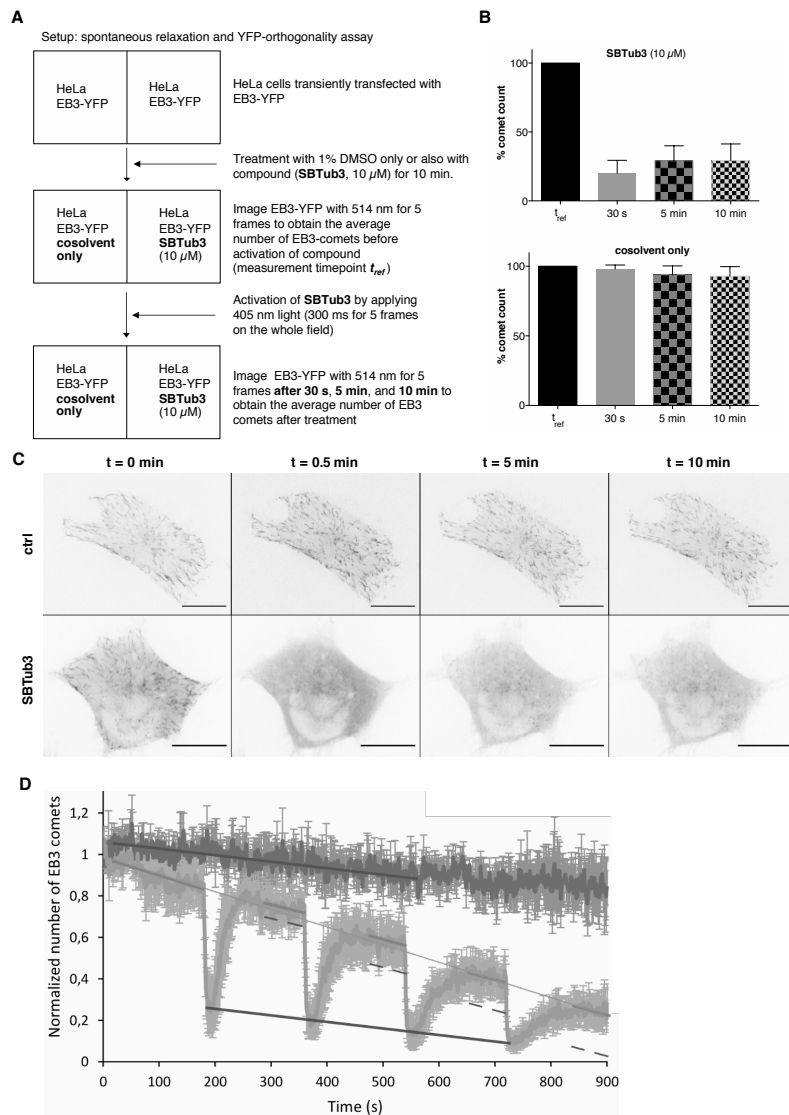 A
Setup: spontaneous relaxation and YFP-orthogonality assay
HeLa
EB3-YFP
HeLa
EB3-YFP
HeLa cells transiently transfected with
EB3-YFP
Treatment with 1% DMSO only or also with
compound (SBTub3, 10 µM) for 10 min.
HeLa
EB3-YFP
cosolvent
only
HeLa
EB3-YFP
SBTub3
(10 µM)
Image EB3-YFP with 514 nm for 5
frames to obtain the average
number of EB3-comets before
activation of compound
(measurement timepoint tref)
Activation of SBTub3 by applying
405 nm light (300 ms for 5 frames
on the whole field)
HeLa
EB3-YFP
cosolvent
only
HeLa
EB3-YFP
SBTub3
(10 µM)
Image EB3-YFP with 514 nm for 5
frames after 30 s, 5 min, and 10 min to
obtain the average number of EB3
comets after treatment
B
SBTub3 (10 µM)
% comet count
100
50
0
tref 30 s 5 min 10 min
cosolvent only
% comet count
100
50
0
tref 30 s 5 min 10 min
C
t = 0 min t = 0.5 min t = 5 min t = 10 min
ctrl
SBTub3
D
Normalized number of EB3 comets
1,2
1
0,8
0,6
0,4
0,2
0
0 100 200 300 400 500 600 700 800 900
Time (s)